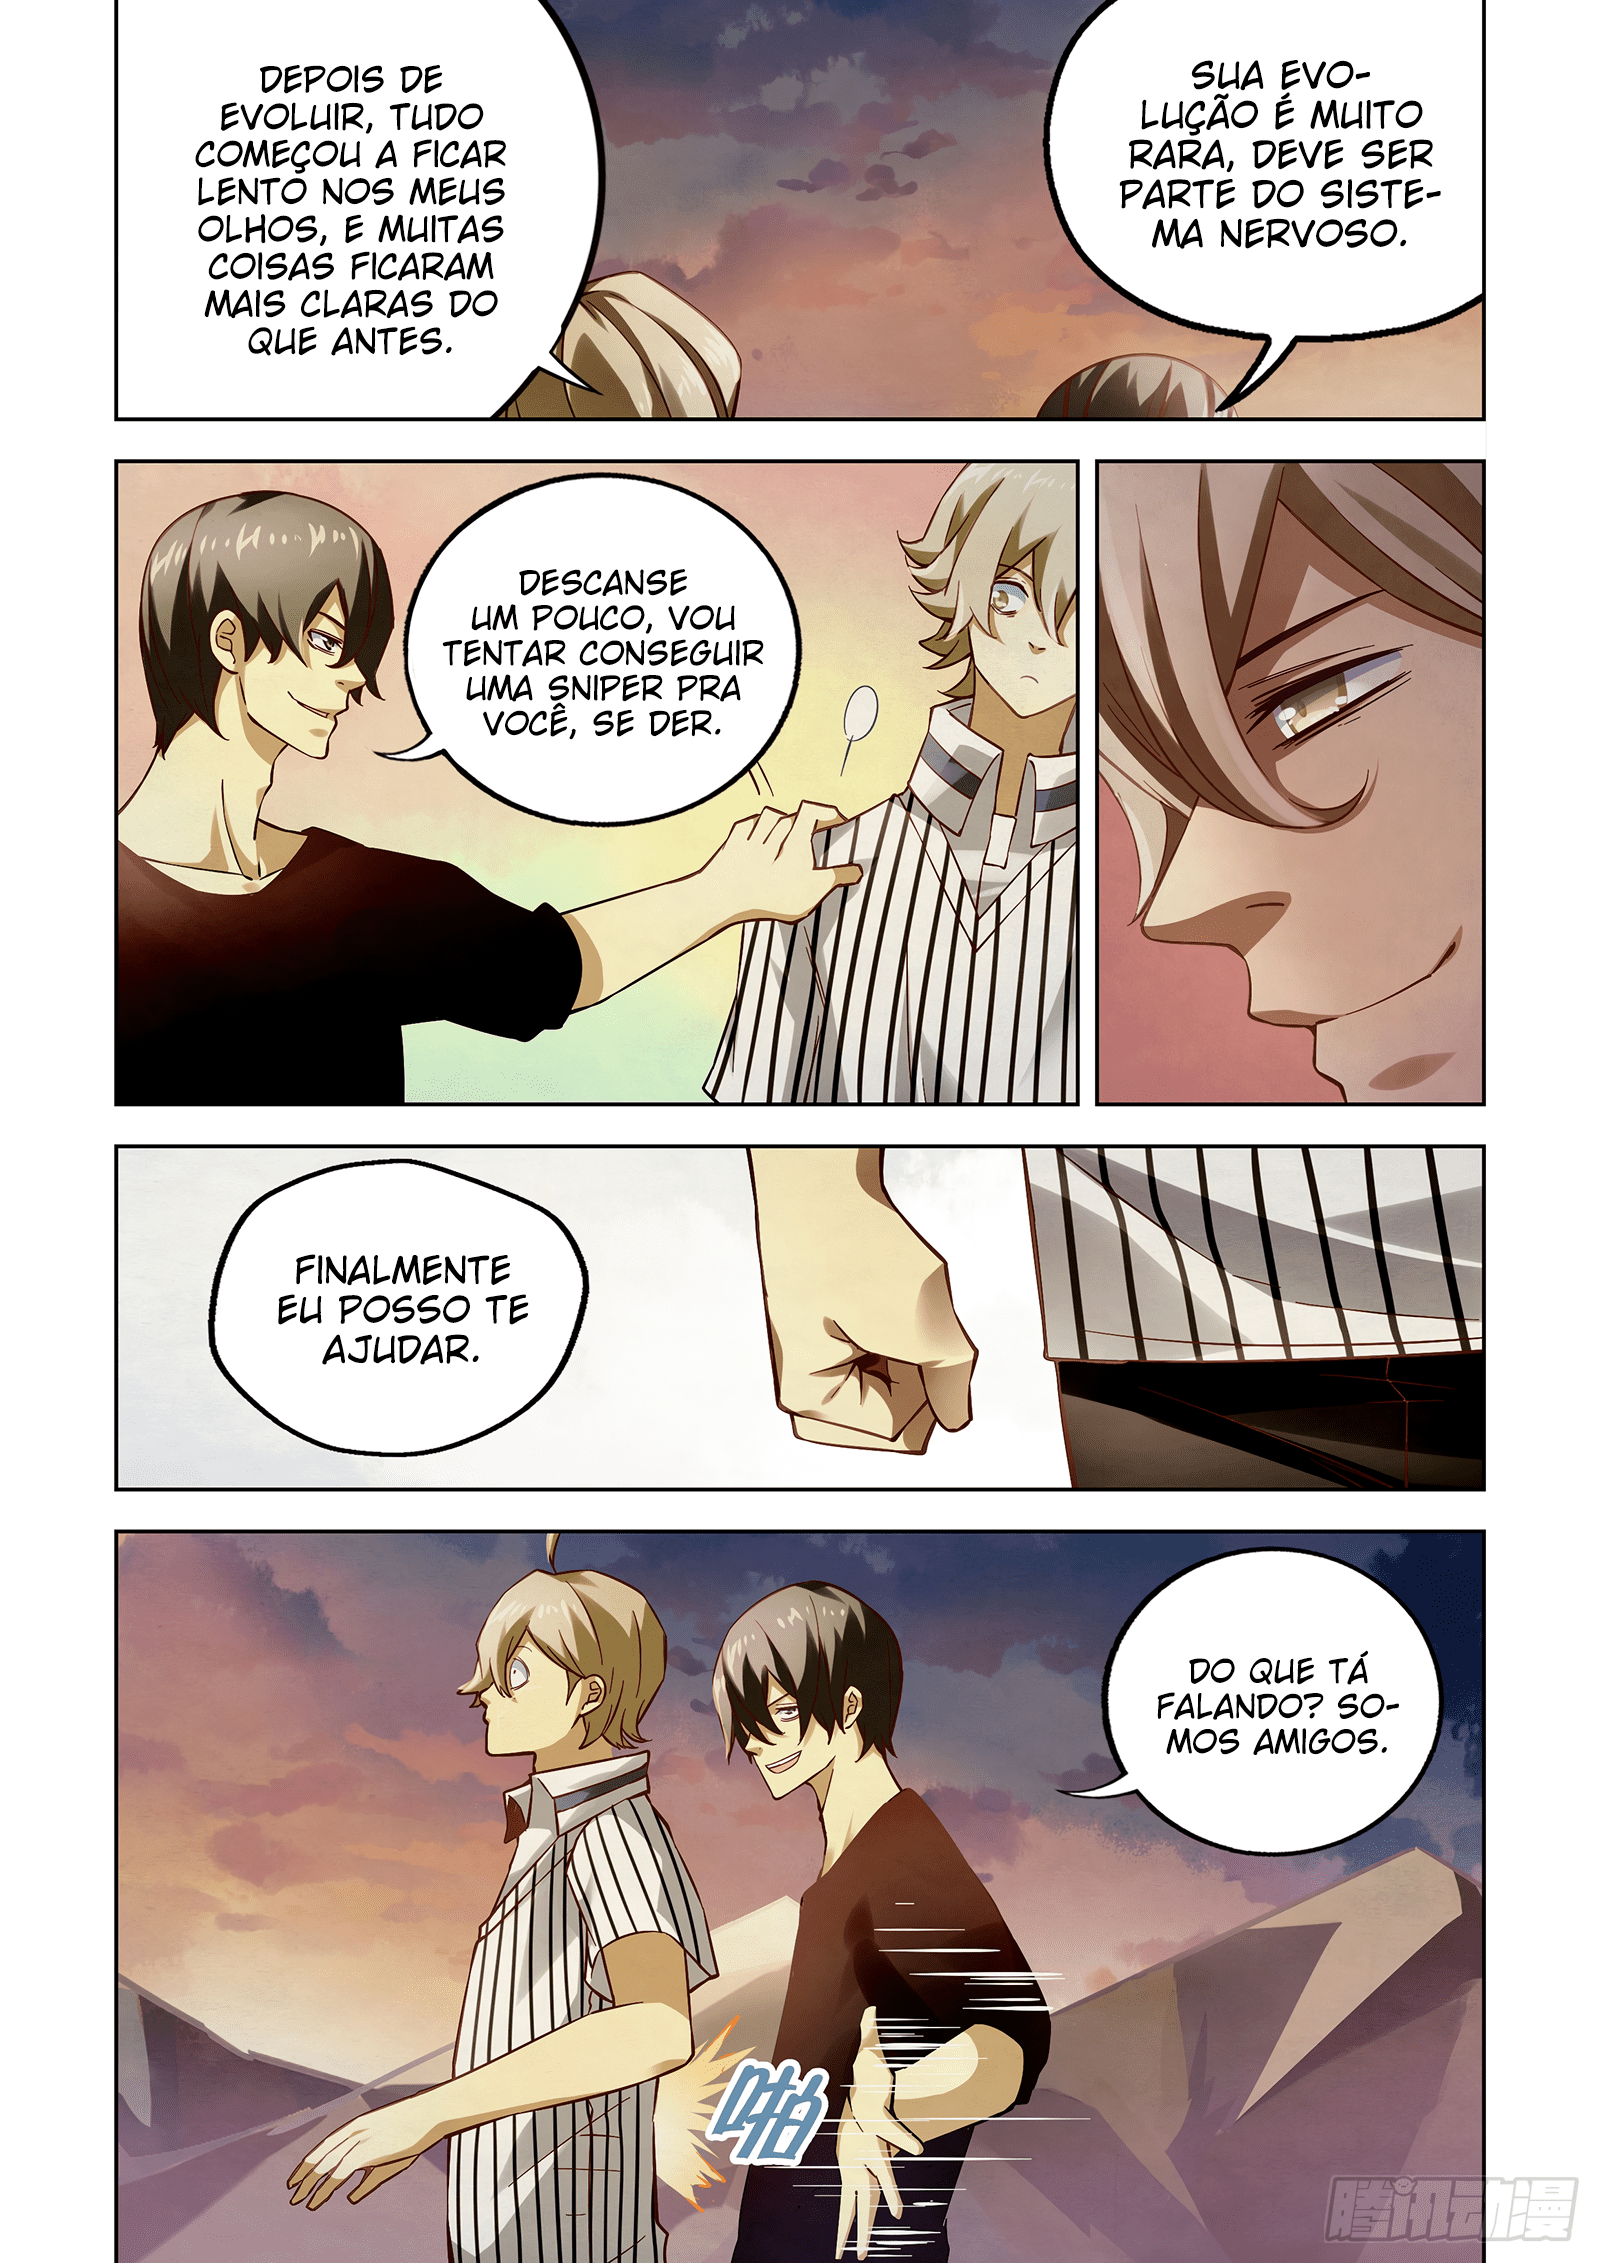 DEPOIS DE
EVOLUIR, TUDO
COMEÇOU A FICAR
LENTO NOS MEUS
OLHOS, E MUITAS
COISAS FICARAM
MAIS CLARAS DO
QUE ANTES.
SUA EVO-
LUÇÃO É MUITO
RARA, DEVE SER
PARTE DO SISTE-
MA NERVOSO.
DESCANSE
UM POUCO, VOU
TENTAR CONSEGUIR
UMA SNIPER PRA
VOCÊ, SE DER.
FINALMENTE
EU POSSO TE
AJUDAR.
DO QUE TÁ
FALANDO? SO-
MOS AMIGOS.
啪
腾讯动漫